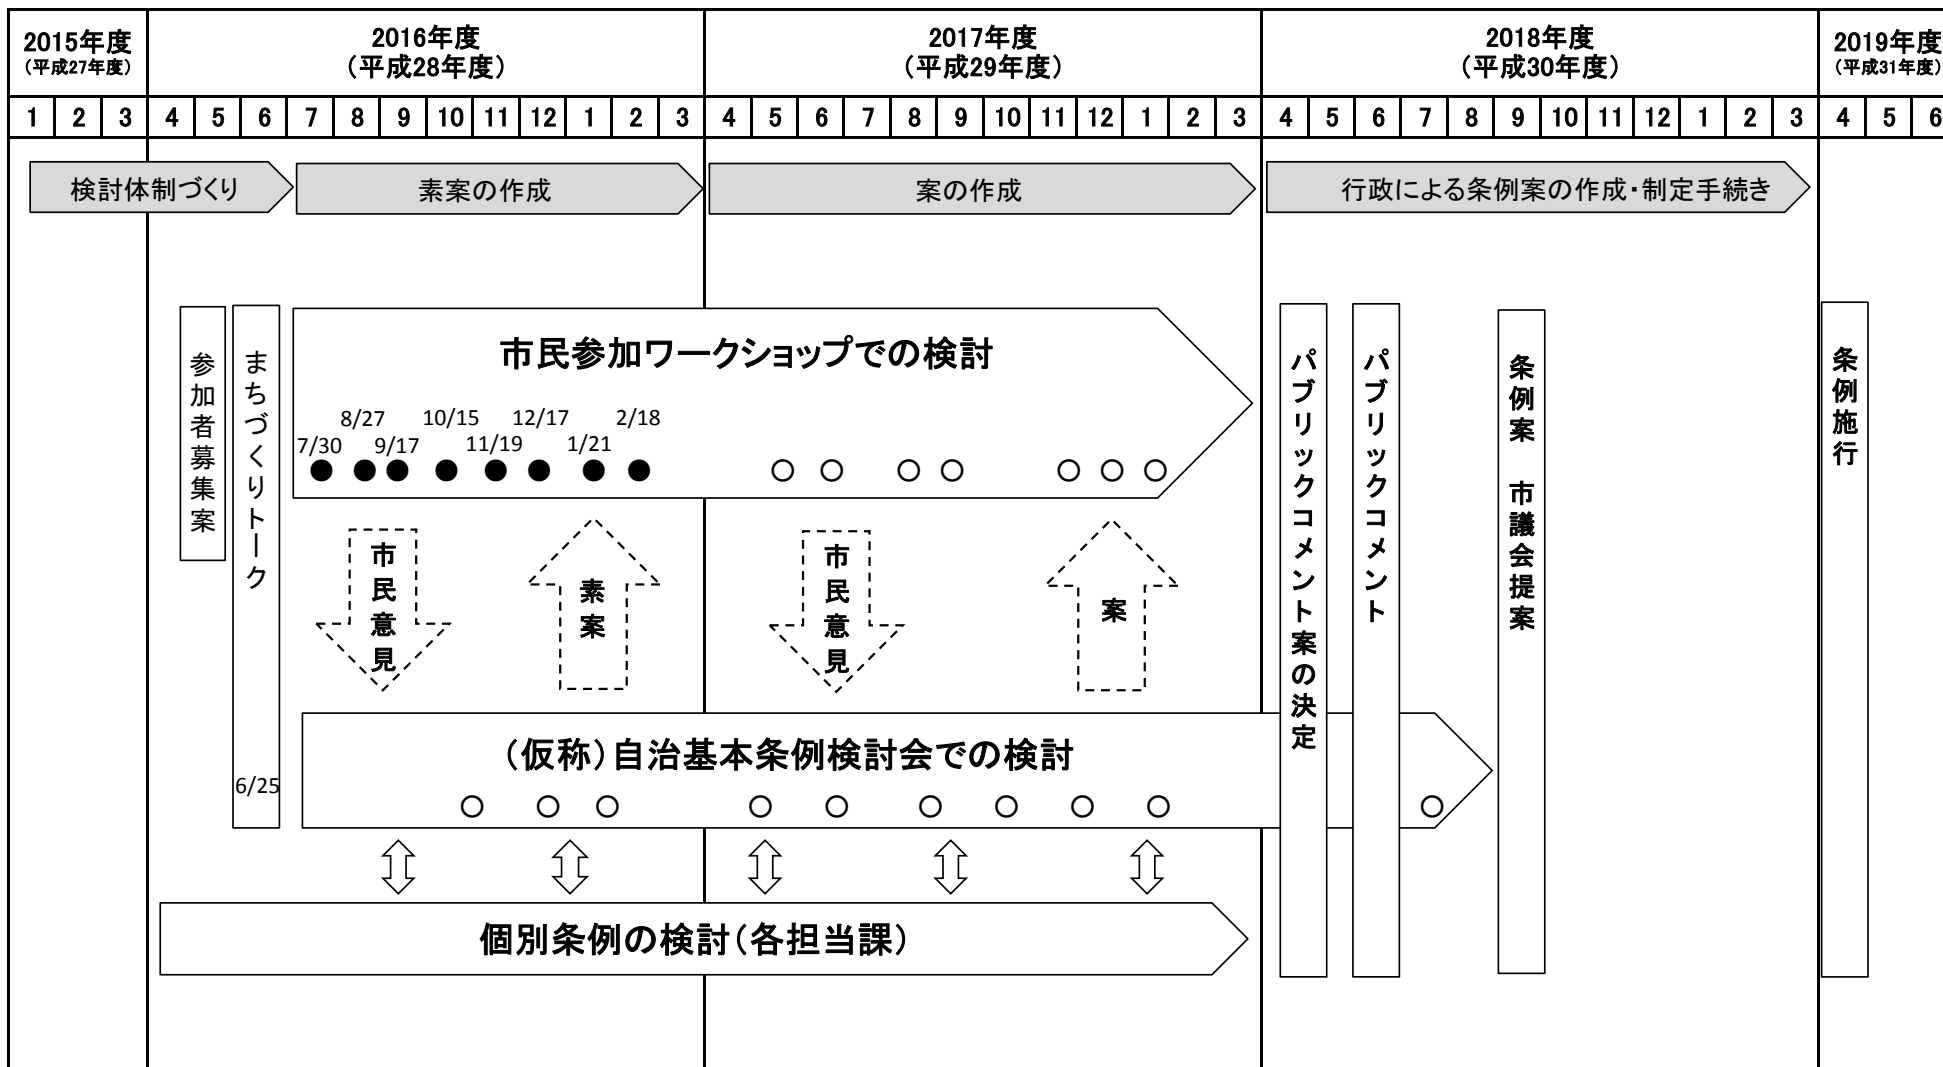 2015年度
(平成27年度)
2016年度
(平成28年度)
2017年度
(平成29年度)
2018年度
(平成30年度)
2019年度
(平成31年度)
1 2 3 4 5 6 7 8 9 10 11 12 1 2 3 4 5 6 7 8 9 10 11 12 1 2 3 4 5 6 7 8 9 10 11 12 1 2 3 4 5 6
検討体制づくり
素案の作成
案の作成
行政による条例案の作成・制定手続き
参加者募集案
まちづくりトーク
6/25
市民参加ワークショップでの検討
8/27 10/15 12/17 2/18
7/30 9/17 11/19 1/21
市民意見
素案
市民意見
案
(仮称)自治基本条例検討会での検討
個別条例の検討(各担当課)
パブリックコメント案の決定
パブリックコメント
条例案 市議会提案
条例施行